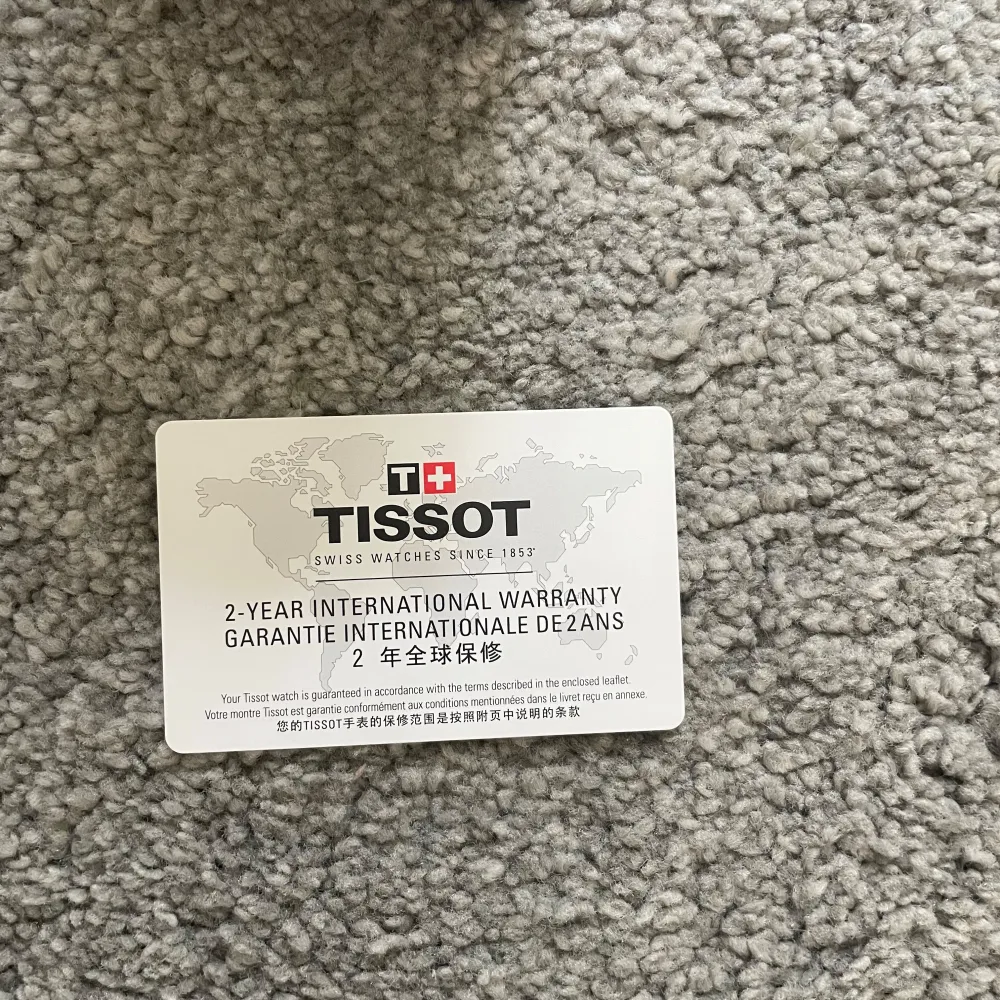 T+
TISSOT
SWISS WATCHES SINCE 1853
2-YEAR INTERNATIONAL WARRANTY
GARANTIE INTERNATIONALE DE 2 ANS
2 年全球保修
Your Tissot watch is guaranteed in accordance with the terms described in the enclosed leaflet.
Votre montre Tissot est garantie conformément aux conditions mentionnées dans le livret reçu en annexe.
您的TISSOT手表的保修范围是按照附页中说明的条款